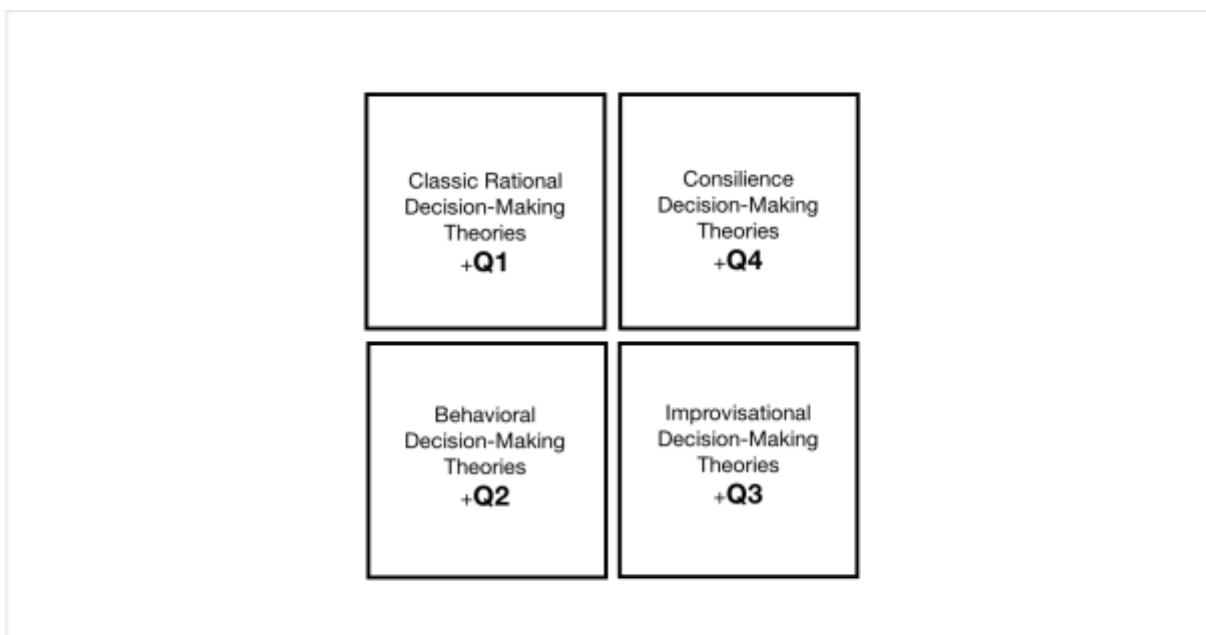 Classic Rational
Decision-Making
Theories
+Q1
Consilience
Decision-Making
Theories
+Q4
Behavioral
Decision-Making
Theories
+Q2
Improvisational
Decision-Making
Theories
+Q3